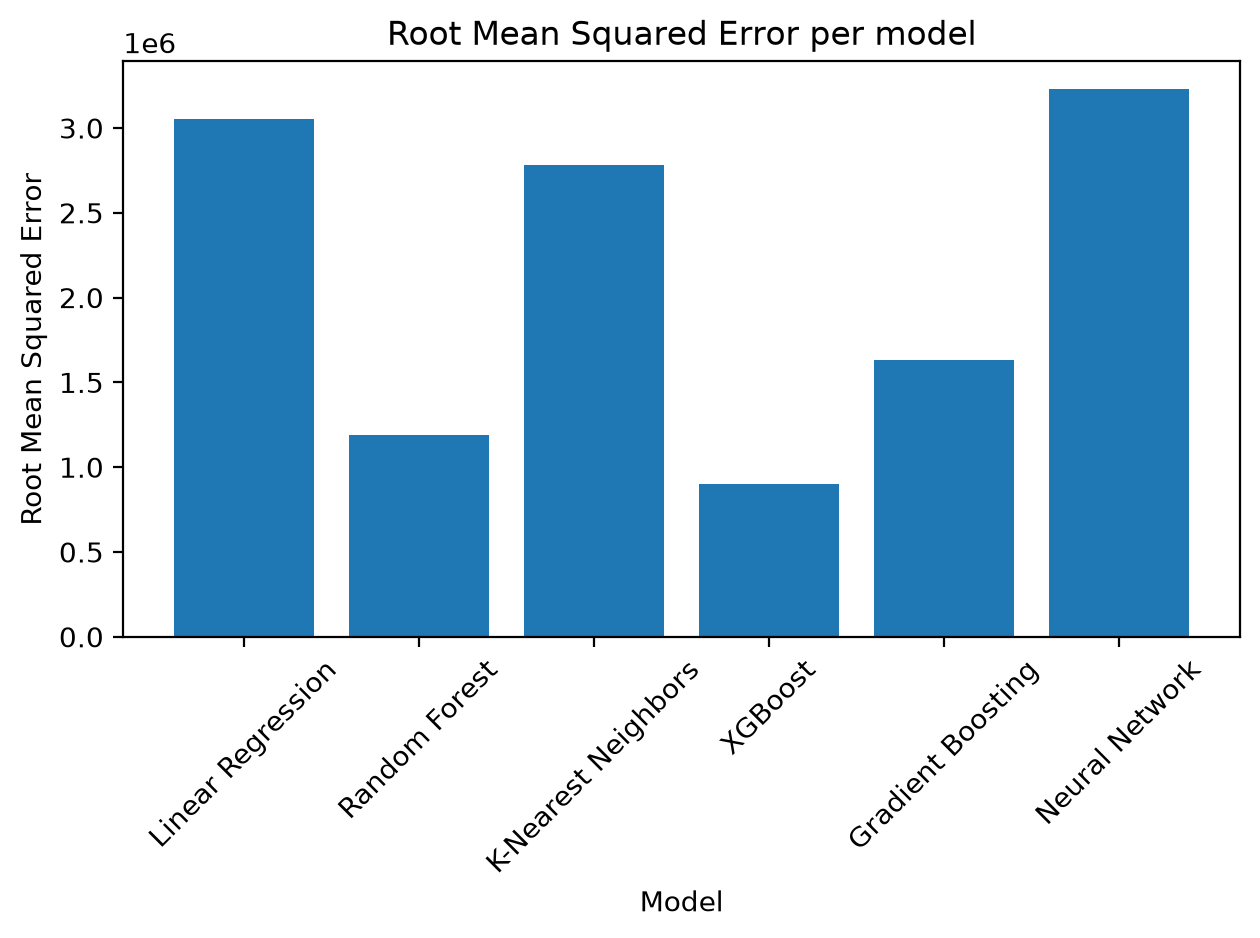 Root Mean Squared Error per model
1e6
Root Mean Squared Error
3.0
2.5
2.0
1.5
1.0
0.5
0.0
Linear Regression
Random Forest
K-Nearest Neighbors
XGBoost
Gradient Boosting
Neural Network
Model